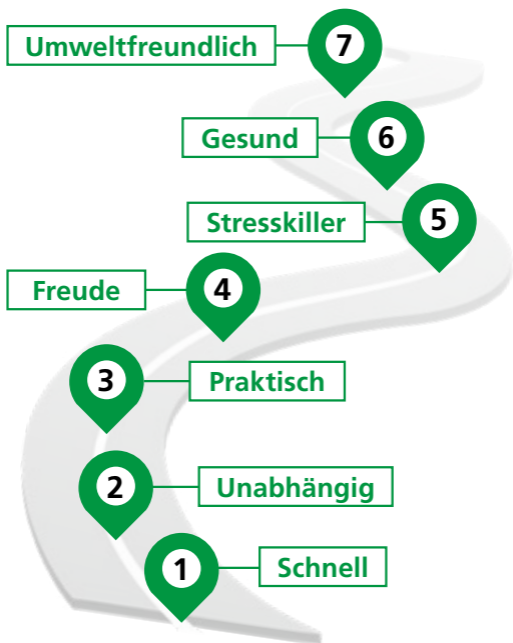 Umweltfreundlich 7
Gesund 6
Stresskiller 5
Freude 4
3 Praktisch
2 Unabhängig
1 Schnell